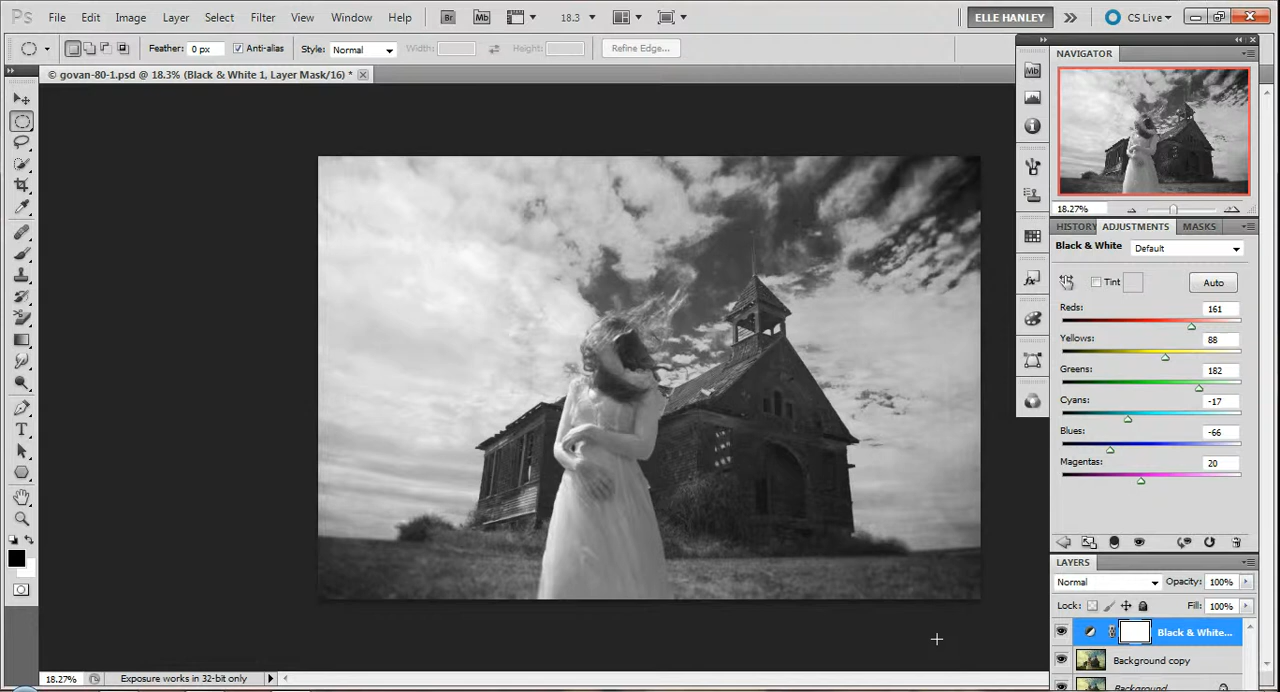 Ps File Edit Image Layer Select Filter View Window Help Br Mb 18.3 ELLE HANLEY CS Live
Feather: 0 px Anti-alias Style: Normal Width: Height: Refine Edge...
© govan-80-1.psd @ 18.3% (Black & White 1, Layer Mask/16) *
NAVIGATOR
Mb
18.27%
HISTORY ADJUSTMENTS MASKS
Black & White Default
Tint Auto
Reds: 161
Yellows: 88
Greens: 182
Cyans: -17
Blues: -66
Magentas: 20
LAYERS
Normal Opacity: 100%
Lock: Fill: 100%
Black & White...
Background copy
Background
18.27% Exposure works in 32-bit only